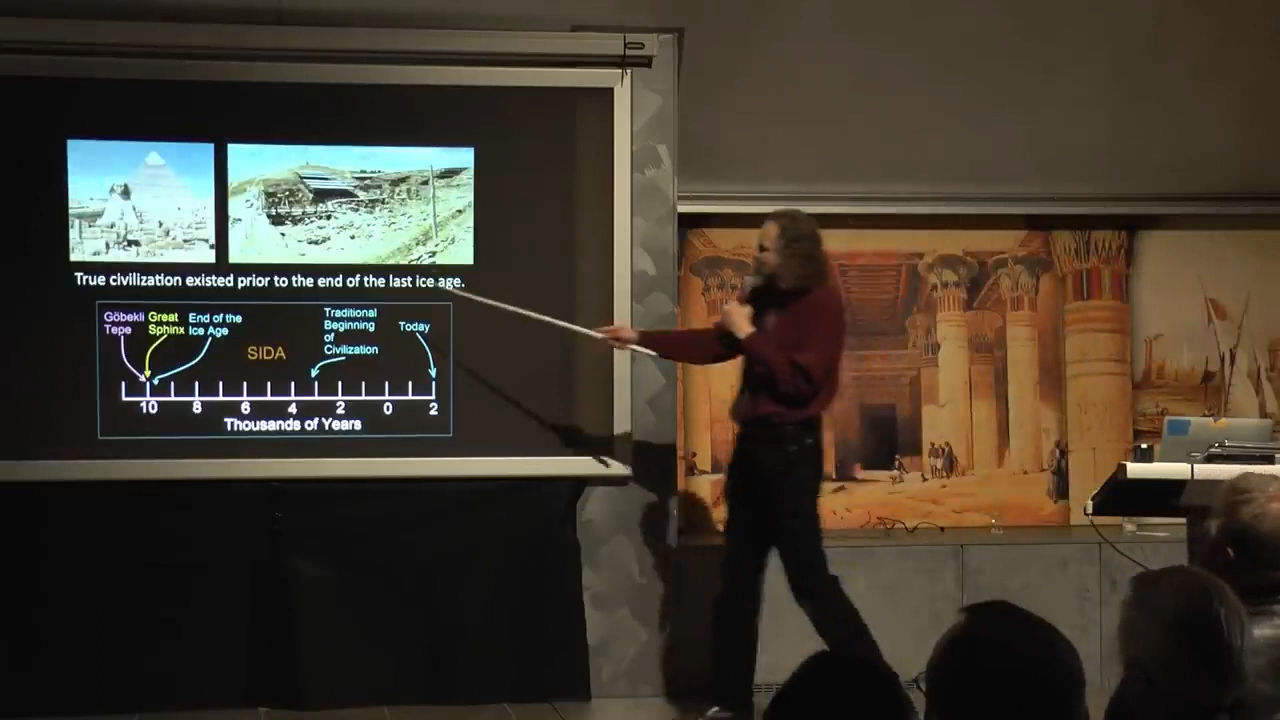 True civilization existed prior to the end of the last ice age.
Göbekli
Tepe
Great
Sphinx
End of the
Ice Age
SIDA
Traditional
Beginning
of
Civilization
Today
10 8 6 4 2 0 2
Thousands of Years